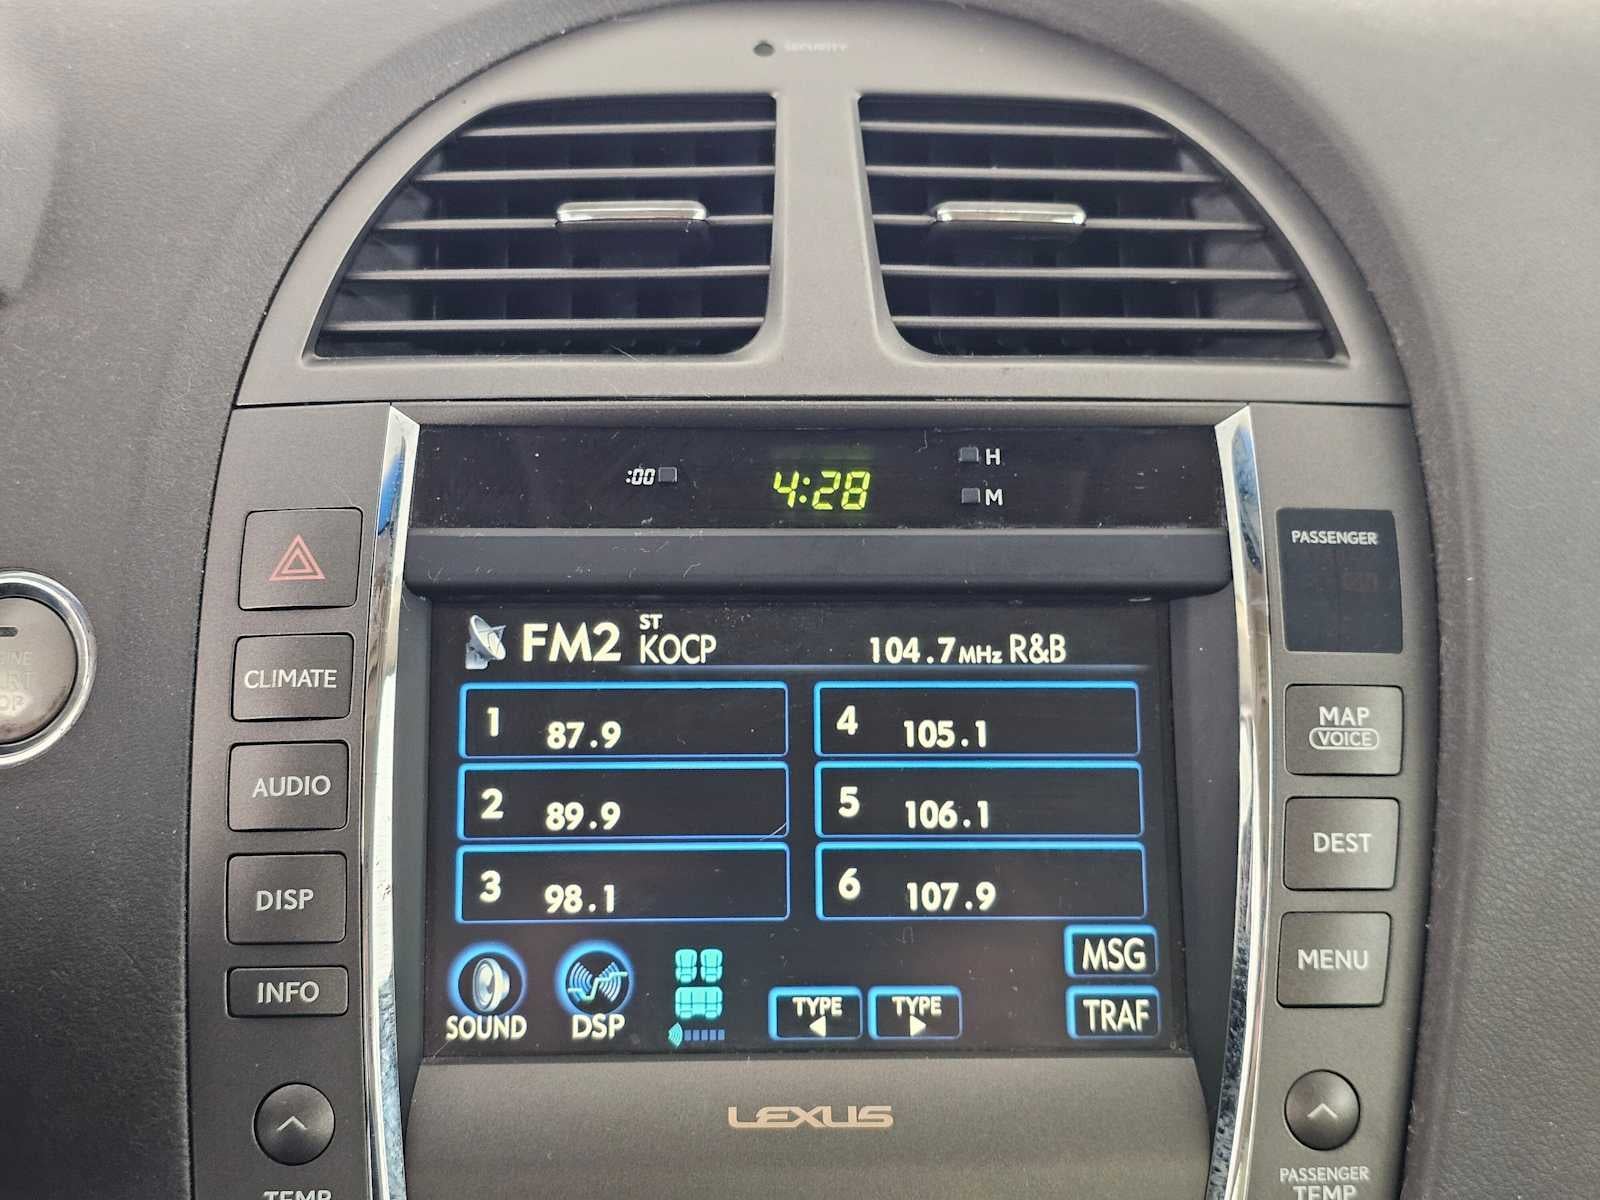 SECURITY
:00
4:28
H
M
PASSENGER
FM2 ST KOCP 104.7MHz R&B
1 87.9
4 105.1
2 89.9
5 106.1
3 98.1
6 107.9
CLIMATE
AUDIO
DISP
INFO
MAP
VOICE
DEST
MENU
SOUND
DSP
TYPE
TYPE
MSG
TRAF
LEXUS
TEMP
PASSENGER
TEMP